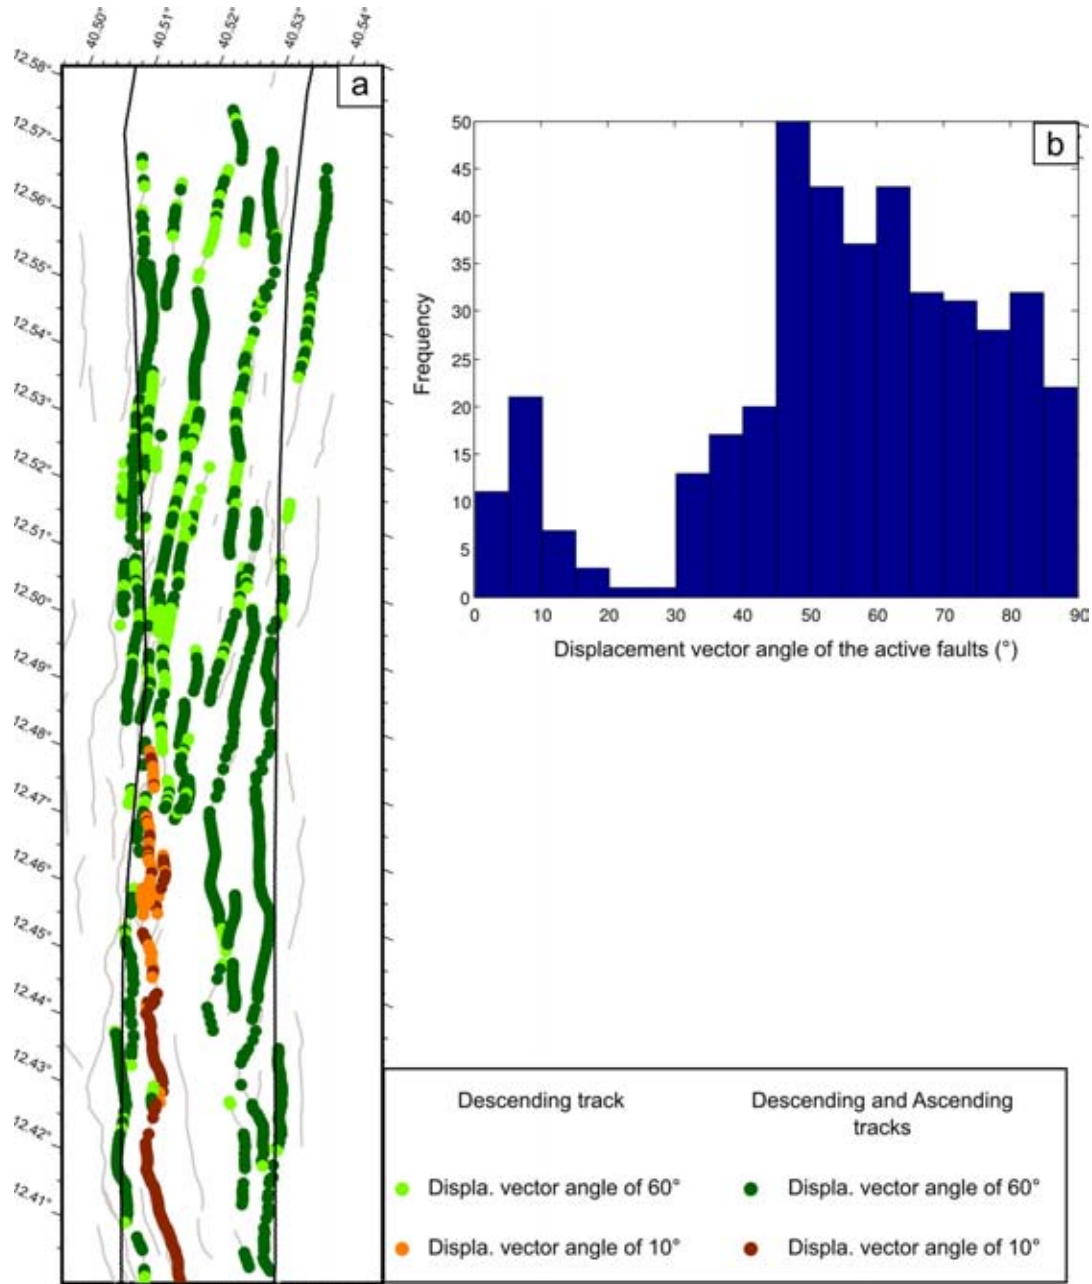 40.50°
40.51°
40.52°
40.53°
40.54°
a
12.58°
12.57°
12.56°
12.55°
12.54°
12.53°
12.52°
12.51°
12.50°
12.49°
12.48°
12.47°
12.46°
12.45°
12.44°
12.43°
12.42°
12.41°
b
50
45
40
35
30
25
20
15
10
5
0
Frequency
0 10 20 30 40 50 60 70 80 90
Displacement vector angle of the active faults (°)
Descending track
Descending and Ascending
tracks
Displa. vector angle of 60°
Displa. vector angle of 60°
Displa. vector angle of 10°
Displa. vector angle of 10°